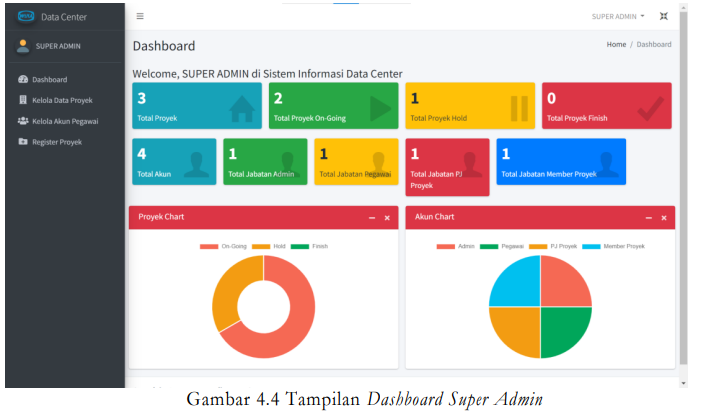 Data Center
SUPER ADMIN
SUPER ADMIN
Dashboard
Kelola Data Proyek
Kelola Akun Pegawai
Register Proyek
Dashboard
Home / Dashboard
Welcome, SUPER ADMIN di Sistem Informasi Data Center
3
Total Proyek
2
Total Proyek On-Going
1
Total Proyek Hold
0
Total Proyek Finish
4
Total Akun
1
Total Jabatan Admin
1
Total Jabatan Pegawai
1
Total Jabatan PJ
Proyek
1
Total Jabatan Member Proyek
Proyek Chart
On-Going Hold Finish
Akun Chart
Admin Pegawai PJ Proyek Member Proyek
Gambar 4.4 Tampilan Dashboard Super Admin